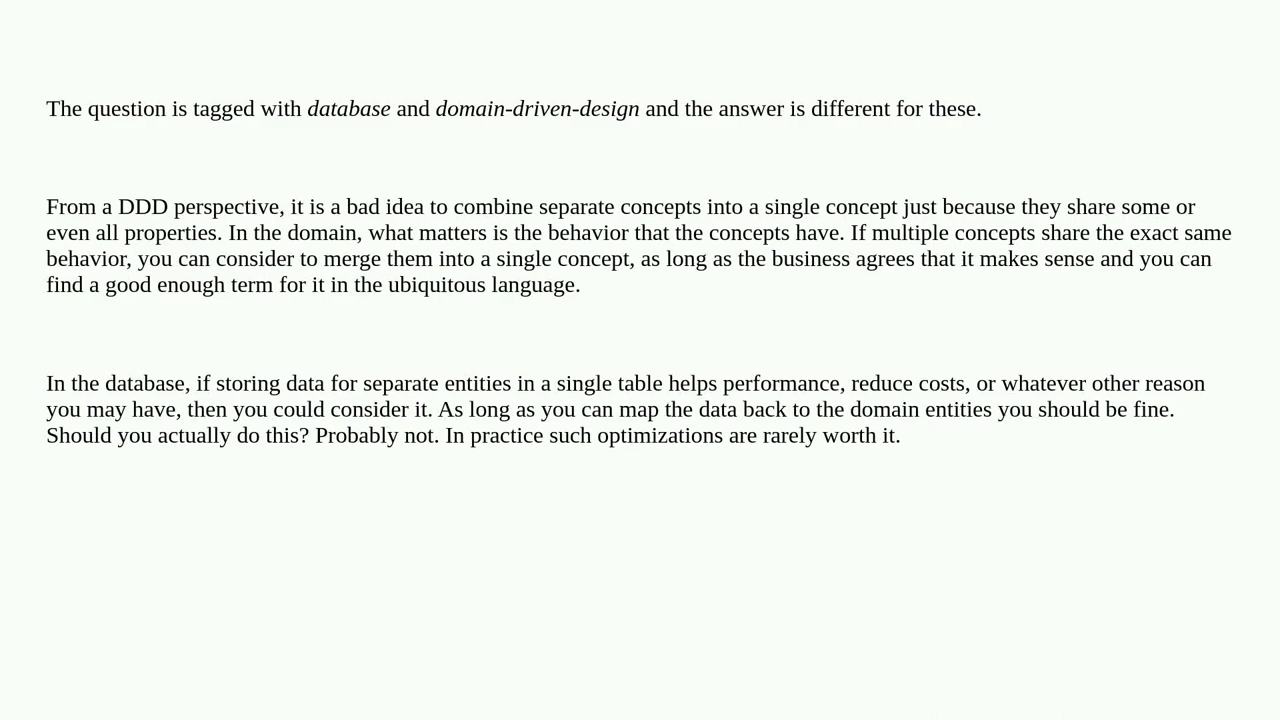 The question is tagged with database and domain-driven-design and the answer is different for these.
From a DDD perspective, it is a bad idea to combine separate concepts into a single concept just because they share some or
even all properties. In the domain, what matters is the behavior that the concepts have. If multiple concepts share the exact same
behavior, you can consider to merge them into a single concept, as long as the business agrees that it makes sense and you can
find a good enough term for it in the ubiquitous language.
In the database, if storing data for separate entities in a single table helps performance, reduce costs, or whatever other reason
you may have, then you could consider it. As long as you can map the data back to the domain entities you should be fine.
Should you actually do this? Probably not. In practice such optimizations are rarely worth it.